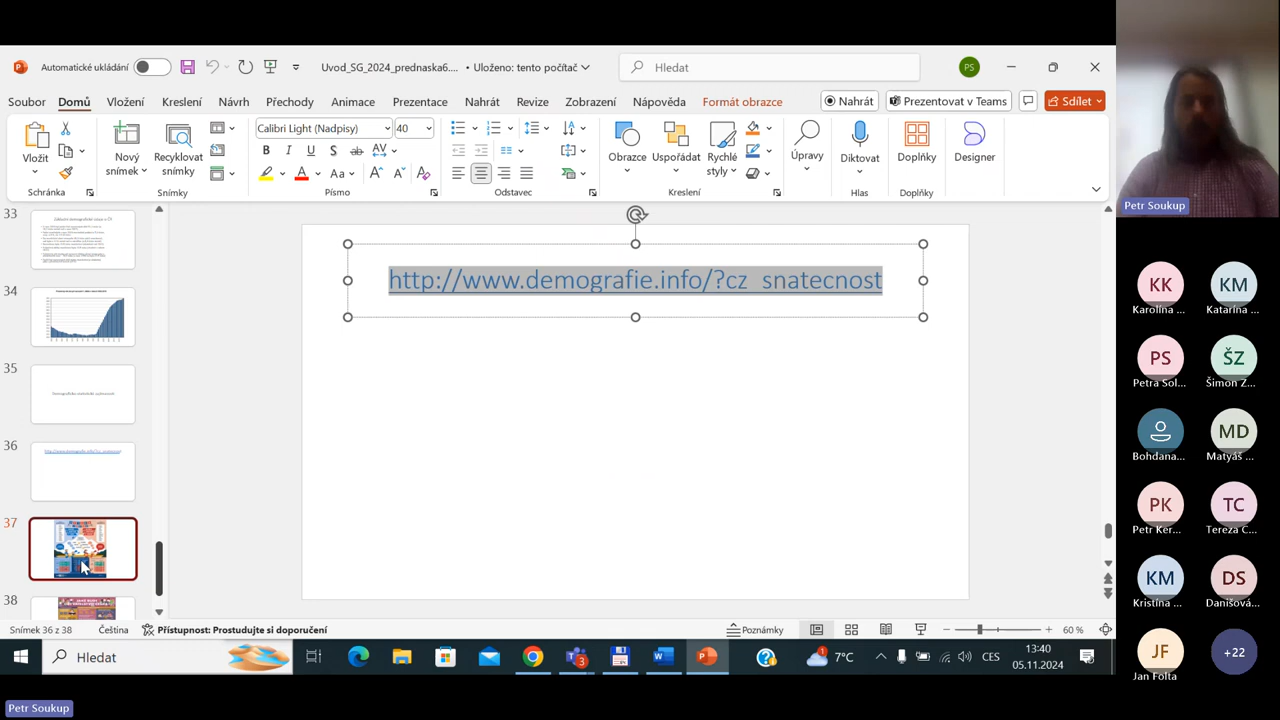 Automatické ukládání
Uvod_SG_2024_prednaska6.... • Uloženo: tento počítač
Hledat
PS
Soubor Domů Vložení Kreslení Návrh Přechody Animace Prezentace Nahrát Revize Zobrazení Nápověda Formát obrazce
Nahrát
Prezentovat v Teams
Sdílet
Vložit
Nový snímek
Recyklovat snímky
Calibri Light (Nadpisy) 40
Obrazce
Uspořádat
Rychlé styly
Úpravy
Diktovat
Doplňky
Designer
Schránka
Snímky
Písmo
Odstavec
Kreslení
Hlas
Doplňky
33
34
35
36
37
38
http://www.demografie.info/?cz_snatecnost
Snímek 36 z 38
Čeština
Přístupnost: Prostudujte si doporučení
Poznámky
60 %
Hledat
3
1
7°C
CES
13:40
05.11.2024
Petr Soukup
KK
Karolína ...
KM
Katarína ...
PS
Petra Sol...
ŠZ
Šimon Z...
Bohdana...
MD
Matyáš ...
PK
Petr Ker...
TC
Tereza C...
KM
Kristína ...
DS
Danišová...
JF
Jan Folta
+22
Petr Soukup